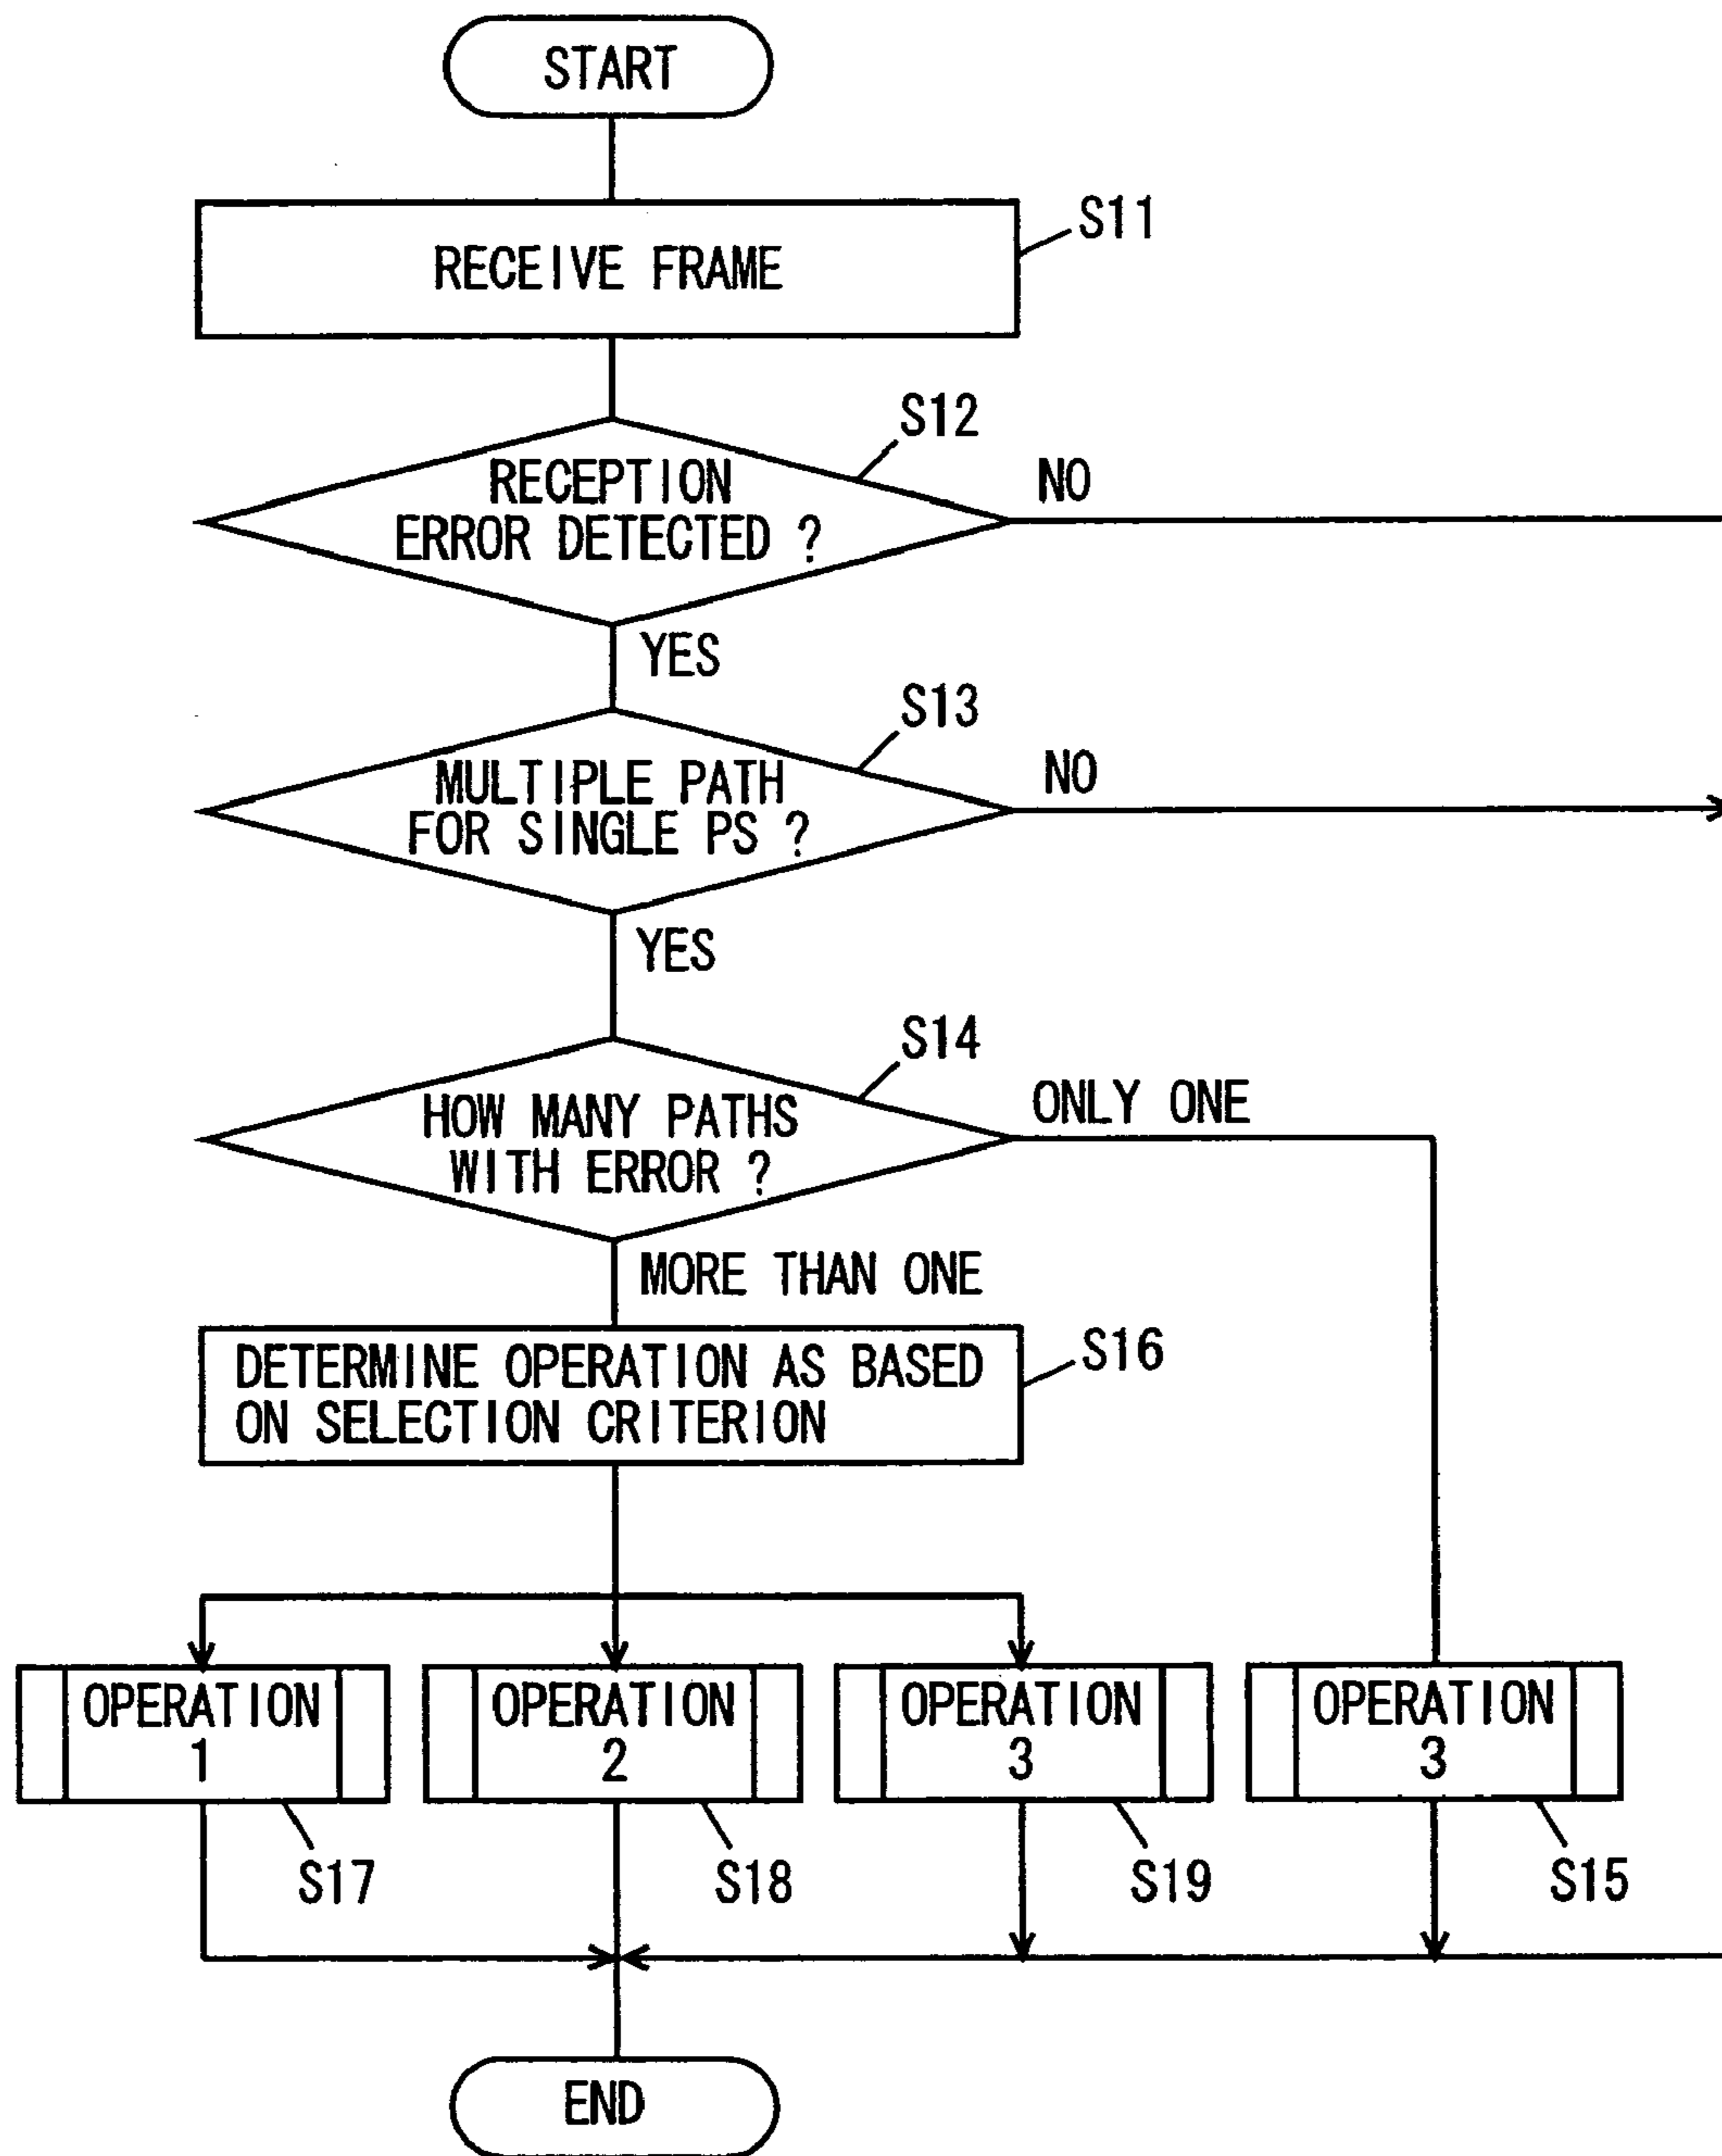 START
RECEIVE FRAME
S11
S12
RECEPTION
ERROR DETECTED ?
NO
YES
S13
MULTIPLE PATH
FOR SINGLE PS ?
NO
YES
S14
HOW MANY PATHS
WITH ERROR ?
ONLY ONE
MORE THAN ONE
DETERMINE OPERATION AS BASED
ON SELECTION CRITERION
S16
OPERATION
1
OPERATION
2
OPERATION
3
OPERATION
3
S17
S18
S19
S15
END